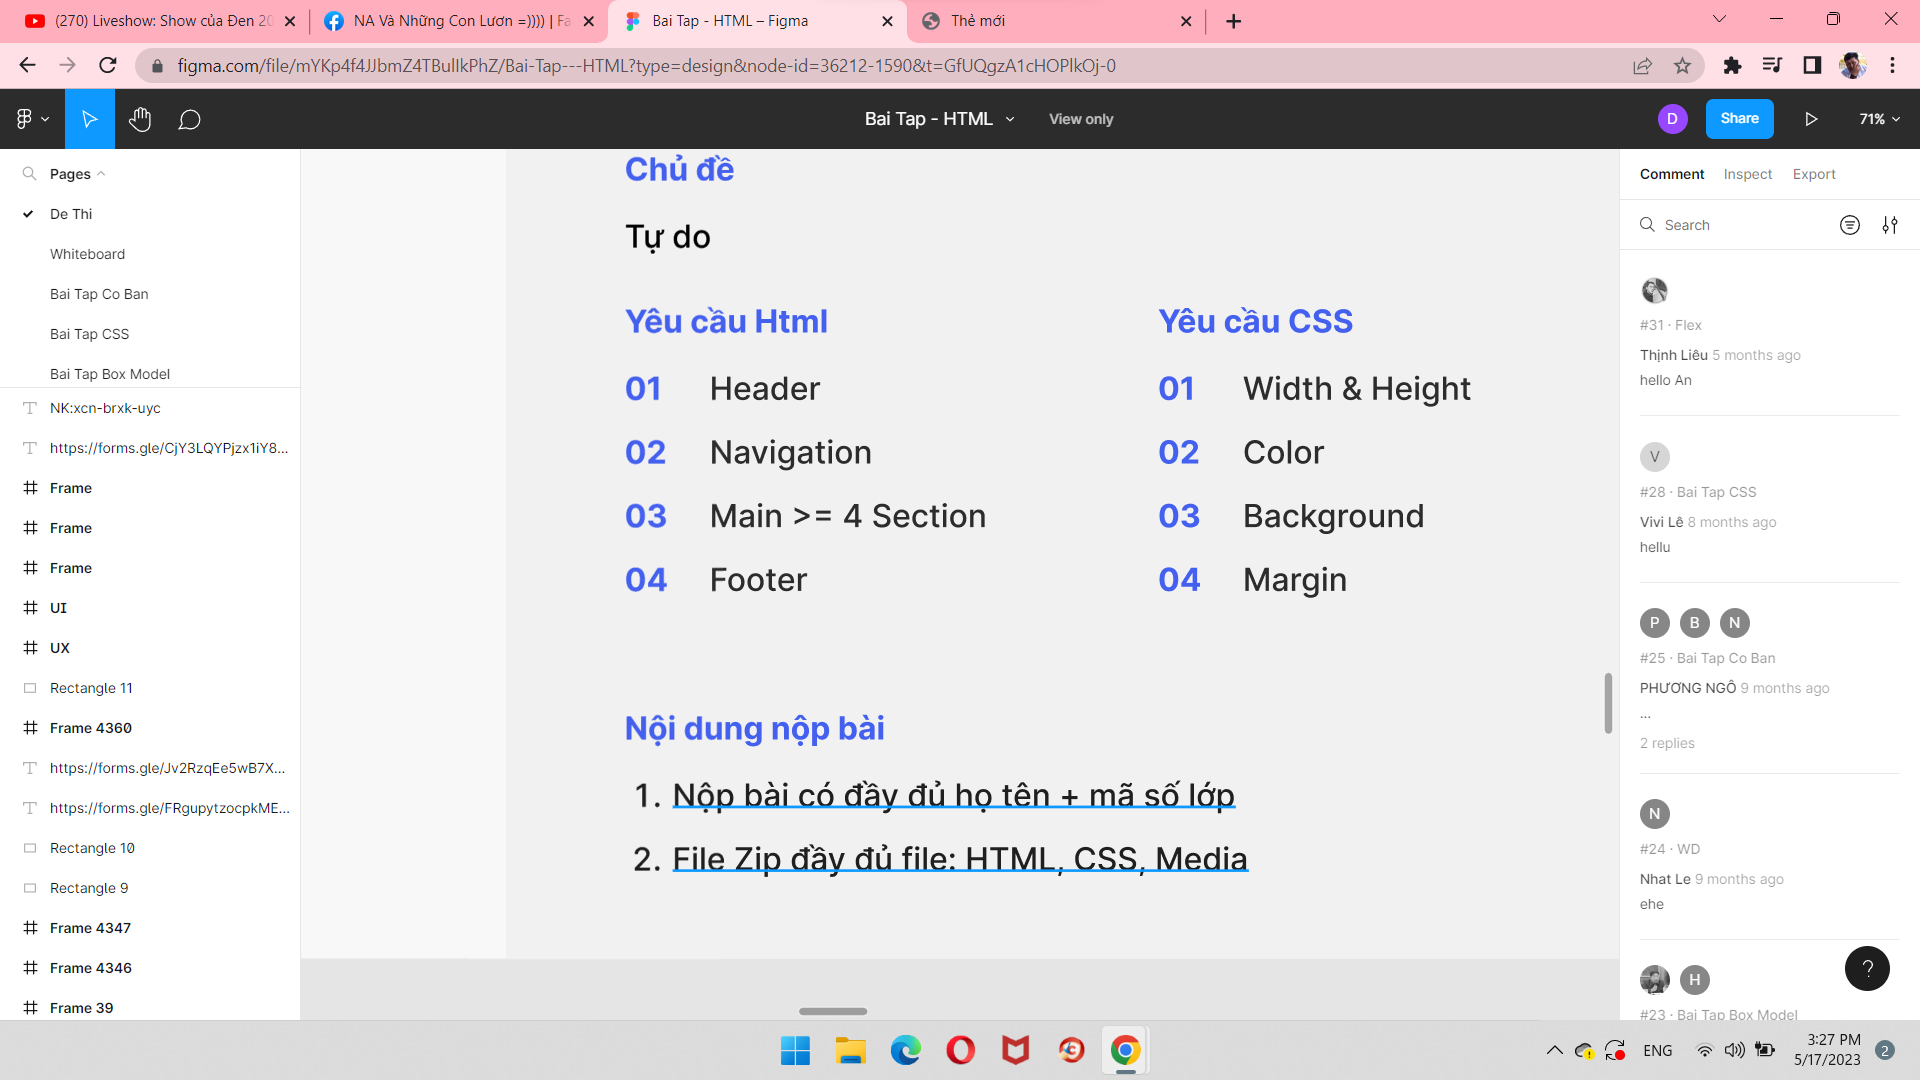 (270) Liveshow: Show của Đen 20
NA Và Những Con Lươn =)))) | Fa
Bai Tap - HTML – Figma
Thẻ mới
figma.com/file/mYKp4f4JJbmZ4TBulIkPhZ/Bai-Tap---HTML?type=design&node-id=36212-1590&t=GfUQgzA1cHOPlkOj-0
Bai Tap - HTML
View only
D
Share
71%
Pages
De Thi
Whiteboard
Bai Tap Co Ban
Bai Tap CSS
Bai Tap Box Model
NK:xcn-brxk-uyc
https://forms.gle/CjY3LQYPjzx1iY8...
Frame
Frame
Frame
UI
UX
Rectangle 11
Frame 4360
https://forms.gle/Jv2RzqEe5wB7X...
https://forms.gle/FRgupytzocpkME...
Rectangle 10
Rectangle 9
Frame 4347
Frame 4346
Frame 39
Chủ đề
Tự do
Yêu cầu Html
01 Header
02 Navigation
03 Main >= 4 Section
04 Footer
Yêu cầu CSS
01 Width & Height
02 Color
03 Background
04 Margin
Nội dung nộp bài
1. Nộp bài có đầy đủ họ tên + mã số lớp
2. File Zip đầy đủ file: HTML, CSS, Media
Comment Inspect Export
Search
#31 · Flex
Thịnh Liêu 5 months ago
hello An
V
#28 · Bai Tap CSS
Vivi Lê 8 months ago
hellu
P B N
#25 · Bai Tap Co Ban
PHƯƠNG NGÔ 9 months ago
...
2 replies
N
#24 · WD
Nhat Le 9 months ago
ehe
H
#23 · Bai Tap Box Model
?
ENG
3:27 PM
5/17/2023
2